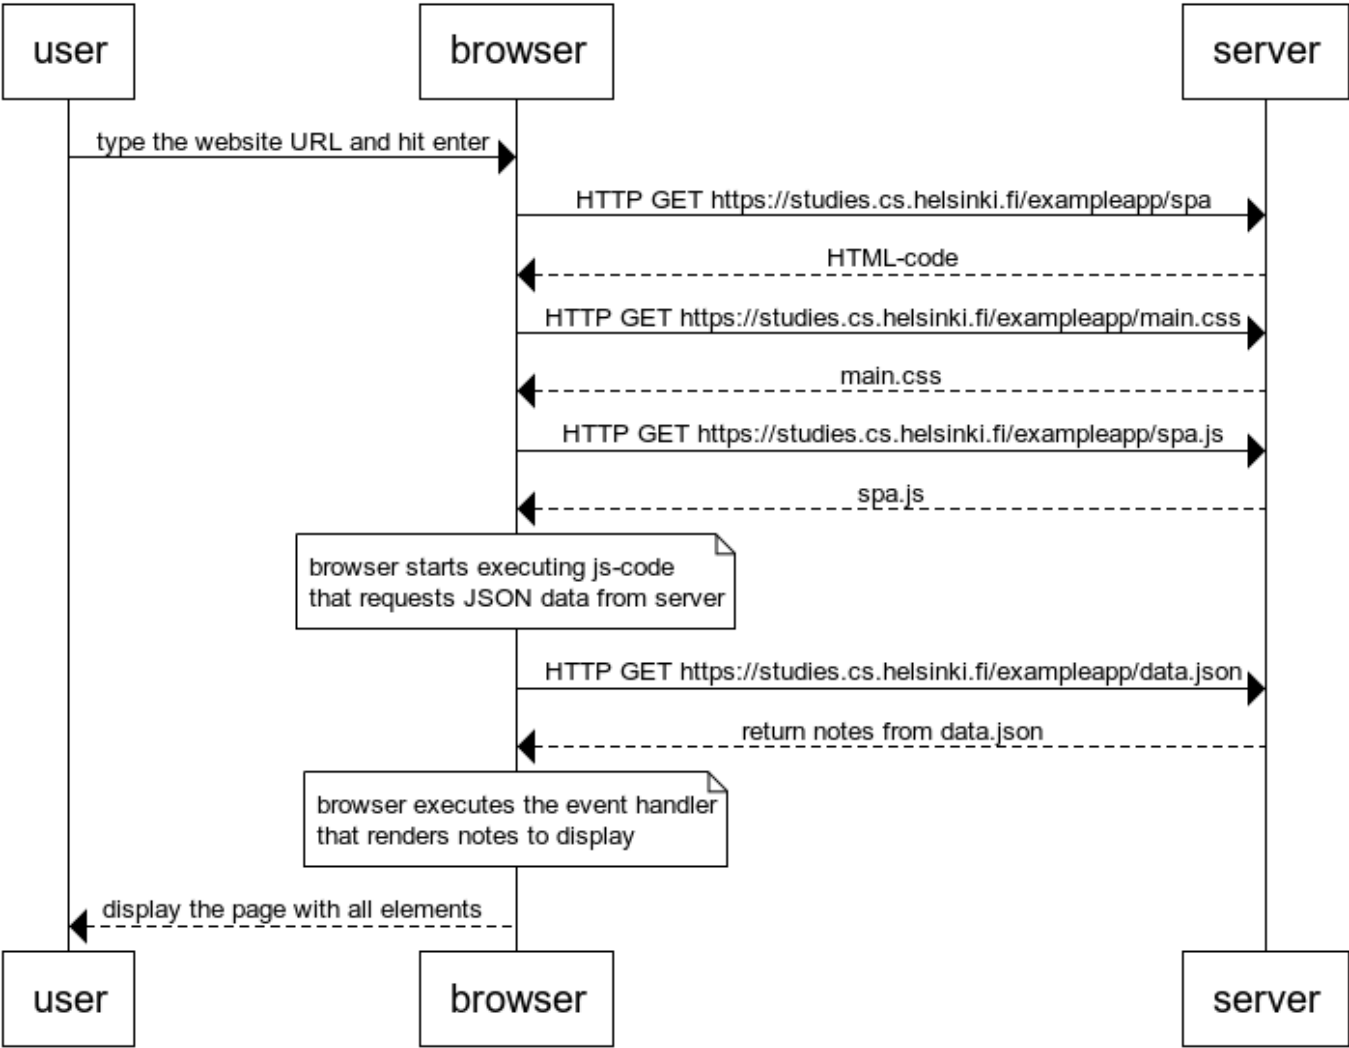 user
browser
server
type the website URL and hit enter
HTTP GET https://studies.cs.helsinki.fi/exampleapp/spa
HTML-code
HTTP GET https://studies.cs.helsinki.fi/exampleapp/main.css
main.css
HTTP GET https://studies.cs.helsinki.fi/exampleapp/spa.js
spa.js
browser starts executing js-code
that requests JSON data from server
HTTP GET https://studies.cs.helsinki.fi/exampleapp/data.json
return notes from data.json
browser executes the event handler
that renders notes to display
display the page with all elements
user
browser
server